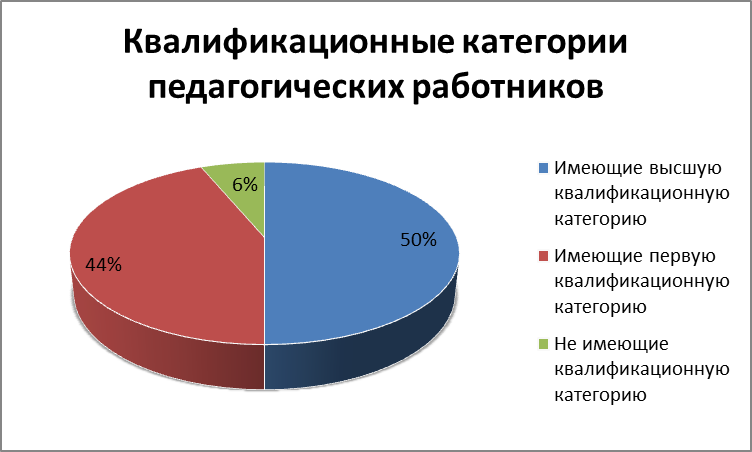 Квалификационные категории
педагогических работников
6%
50%
44%
Имеющие высшую
квалификационную
категорию
Имеющие первую
квалификационную
категорию
Не имеющие
квалификационную
категорию